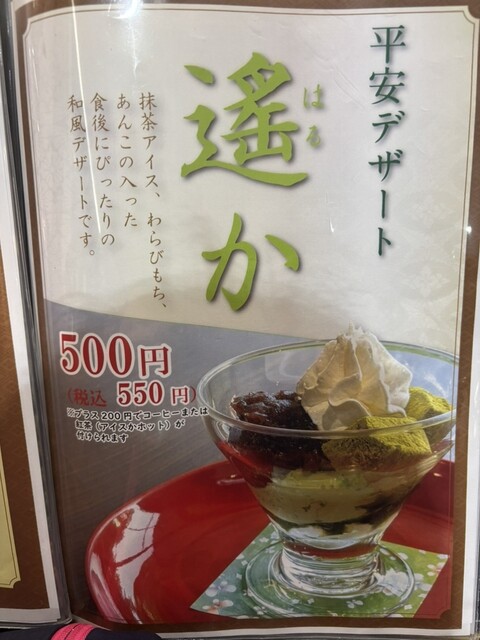 平安デザート
はる
遥か
抹茶アイス、わらびもち、
あんこの入った
食後にぴったりの
和風デザートです。
500円
(税込 550円)
※プラス200円でコーヒーまたは
紅茶(アイスかホット)が
付けられます